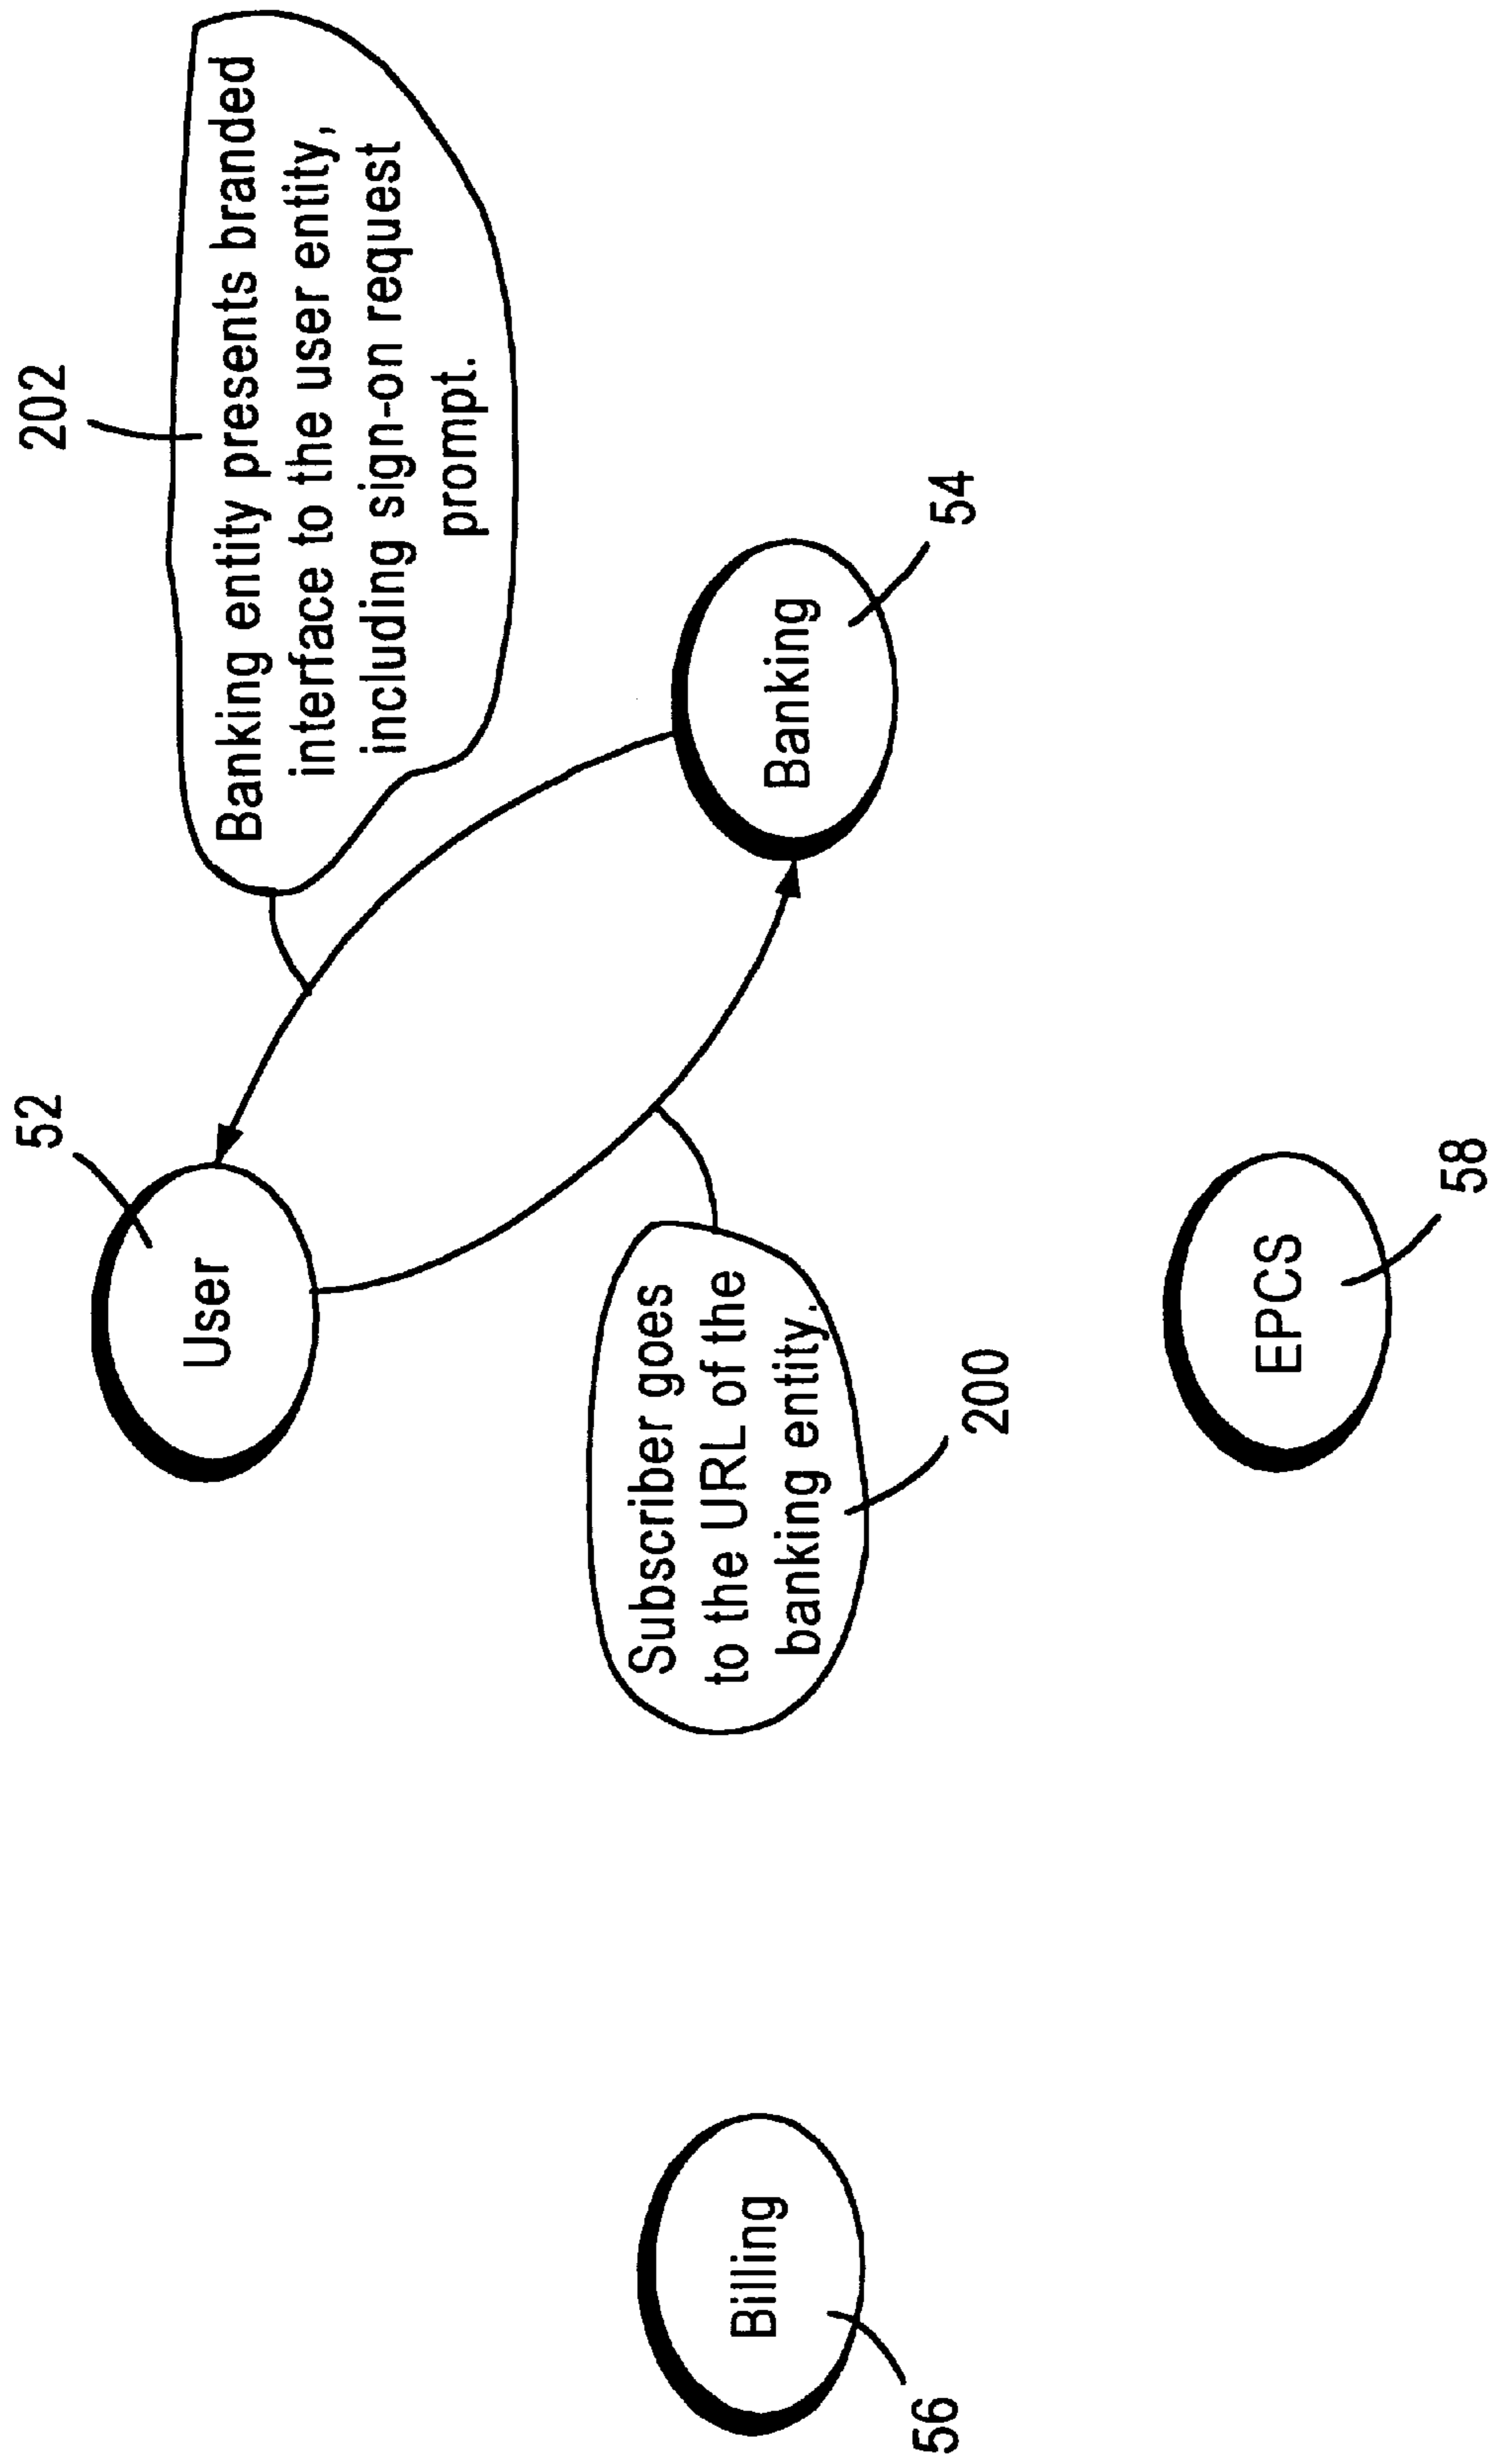 52
User
202
Banking entity presents branded
interface to the user entity,
including sign-on request
prompt.
Subscriber goes
to the URL of the
banking entity.
200
Billing
56
Banking
54
EPCS
58